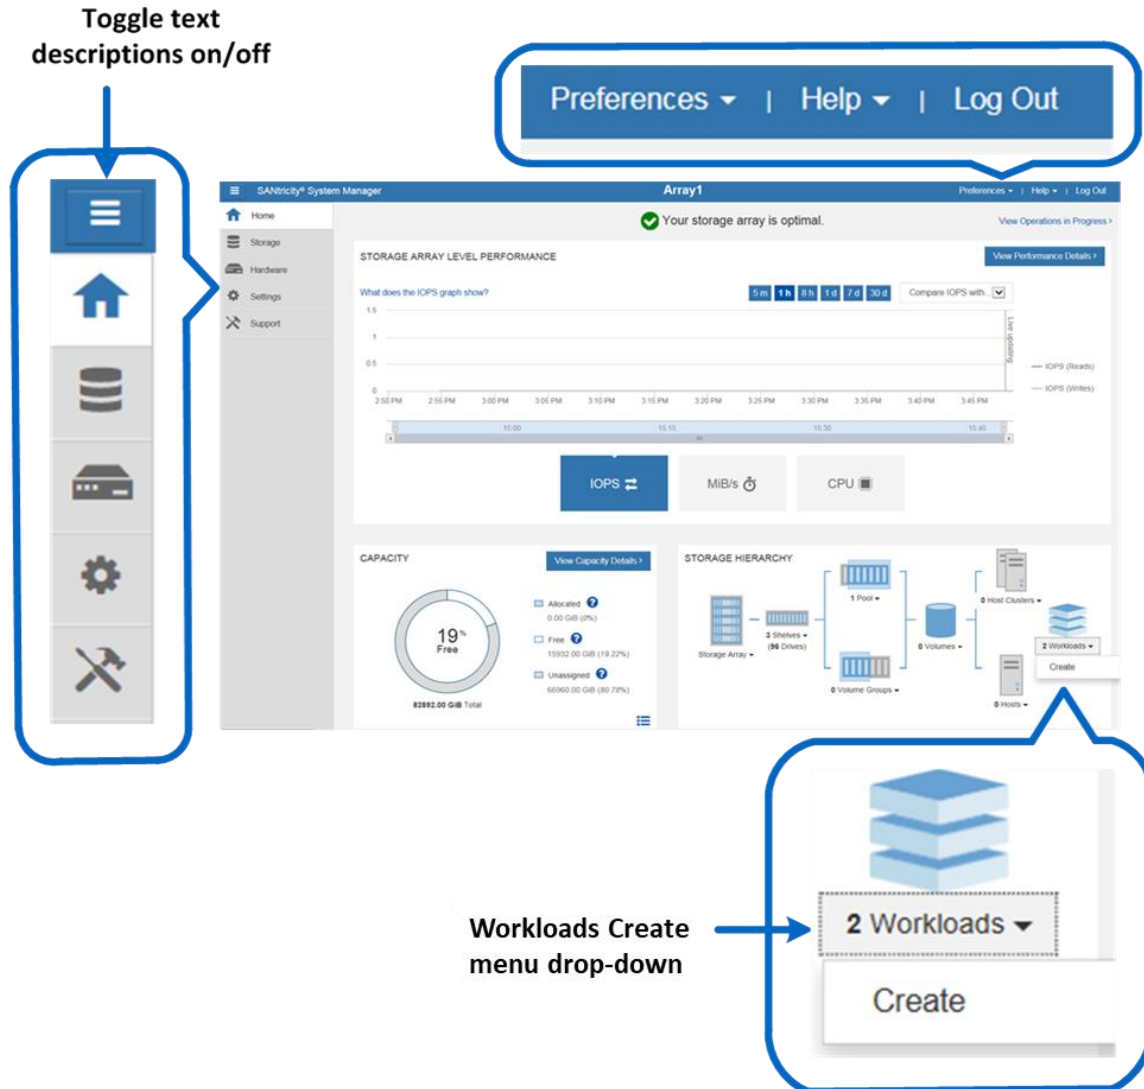 Toggle text
descriptions on/off
Preferences | Help | Log Out
SANtricity® System Manager
Array1
Preferences | Help | Log Out
Home
Storage
Hardware
Settings
Support
Your storage array is optimal.
View Operations in Progress >
STORAGE ARRAY LEVEL PERFORMANCE
View Performance Details >
What does the IOPS graph show?
5 m 1 h 8 h 1 d 7 d 30 d
Compare IOPS with...
1.5
1
0.5
0
Live updating
IOPS (Reads)
IOPS (Writes)
2:50 PM 2:55 PM 3:00 PM 3:05 PM 3:10 PM 3:15 PM 3:20 PM 3:25 PM 3:30 PM 3:35 PM 3:40 PM 3:45 PM
15:00 15:15 15:30 15:40
IOPS
MiB/s
CPU
CAPACITY
View Capacity Details >
19%
Free
82892.00 GiB Total
Allocated ?
0.00 GiB (0%)
Free ?
15932.00 GiB (19.22%)
Unassigned ?
66960.00 GiB (80.78%)
STORAGE HIERARCHY
Storage Array
2 Shelves
(96 Drives)
1 Pool
0 Volume Groups
0 Volumes
0 Host Clusters
0 Hosts
2 Workloads
Create
Workloads Create
menu drop-down
2 Workloads
Create